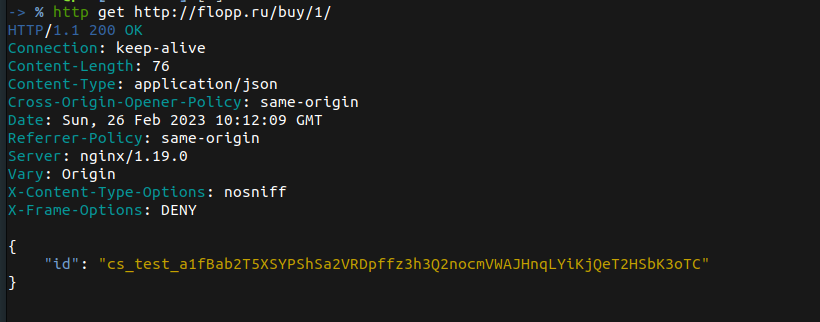 -> % http get http://flopp.ru/buy/1/
HTTP/1.1 200 OK
Connection: keep-alive
Content-Length: 76
Content-Type: application/json
Cross-Origin-Opener-Policy: same-origin
Date: Sun, 26 Feb 2023 10:12:09 GMT
Referrer-Policy: same-origin
Server: nginx/1.19.0
Vary: Origin
X-Content-Type-Options: nosniff
X-Frame-Options: DENY
{
"id": "cs_test_a1fBab2T5XSYPShSa2VRDpffz3h3Q2nocmVWAJHnqLYiKjQeT2HSbK3oTC"
}